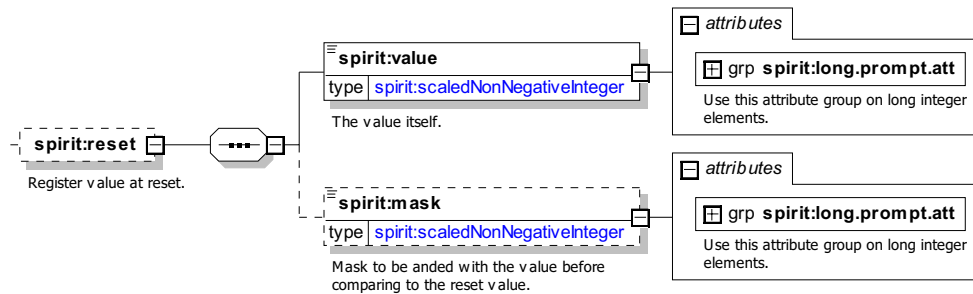 attributes
spirit:value
grp spirit:long.prompt.att
type spirit:scaledNonNegativeInteger
Use this attribute group on long integer
elements.
The value itself.
spirit:reset
Register value at reset.
attributes
spirit:mask
grp spirit:long.prompt.att
type spirit:scaledNonNegativeInteger
Use this attribute group on long integer
elements.
Mask to be anded with the value before
comparing to the reset value.